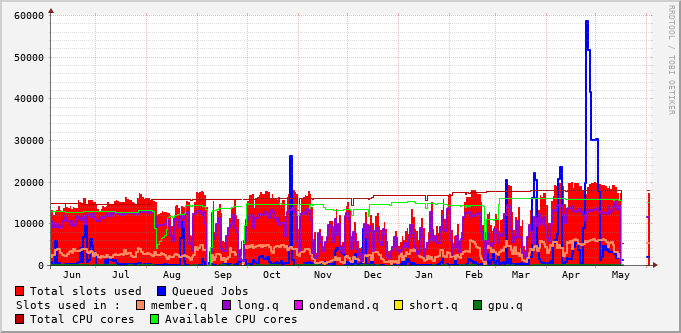 60000
50000
40000
30000
20000
10000
0
Jun Jul Aug Sep Oct Nov Dec Jan Feb Mar Apr May
RRDTOOL / TOBI OETIKER
Total slots used Queued Jobs
Slots used in : member.q long.q ondemand.q short.q gpu.q
Total CPU cores Available CPU cores